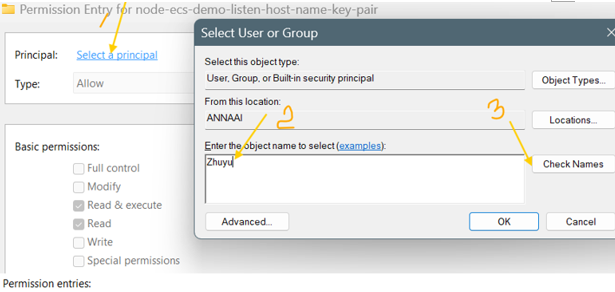 Permission Entry for node-ecs-demo-listen-host-name-key-pair
Principal: Select a principal
Type: Allow
Basic permissions:
Full control
Modify
Read & execute
Read
Write
Special permissions
Permission entries:
Select User or Group
Select this object type:
User, Group, or Built-in security principal
Object Types...
From this location:
ANNAAI
Locations...
Enter the object name to select (examples):
Zhuyu
Check Names
Advanced...
OK
Cancel
1
2
3